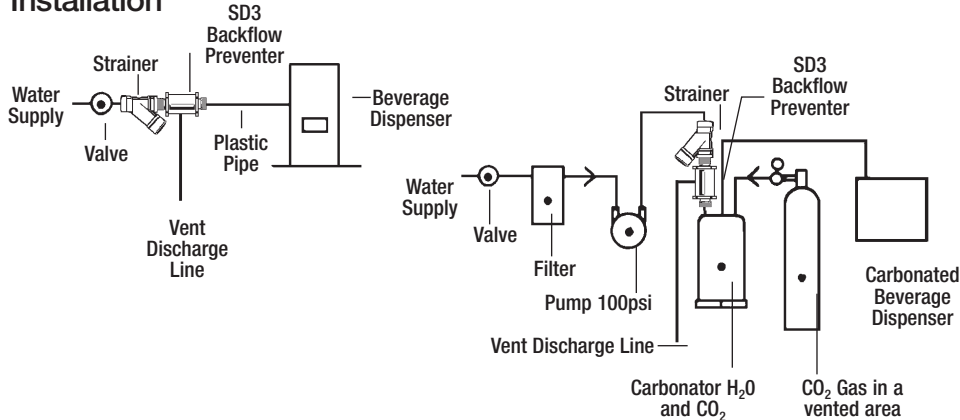 Installation
SD3
Backflow
Preventer
Strainer
Water
Supply
Valve
Beverage
Dispenser
Plastic
Pipe
Vent
Discharge
Line
SD3
Backflow
Preventer
Strainer
Water
Supply
Valve
Filter
Pump 100psi
Vent Discharge Line
Carbonated
Beverage
Dispenser
Carbonator H₂0
and CO₂
CO₂ Gas in a
vented area